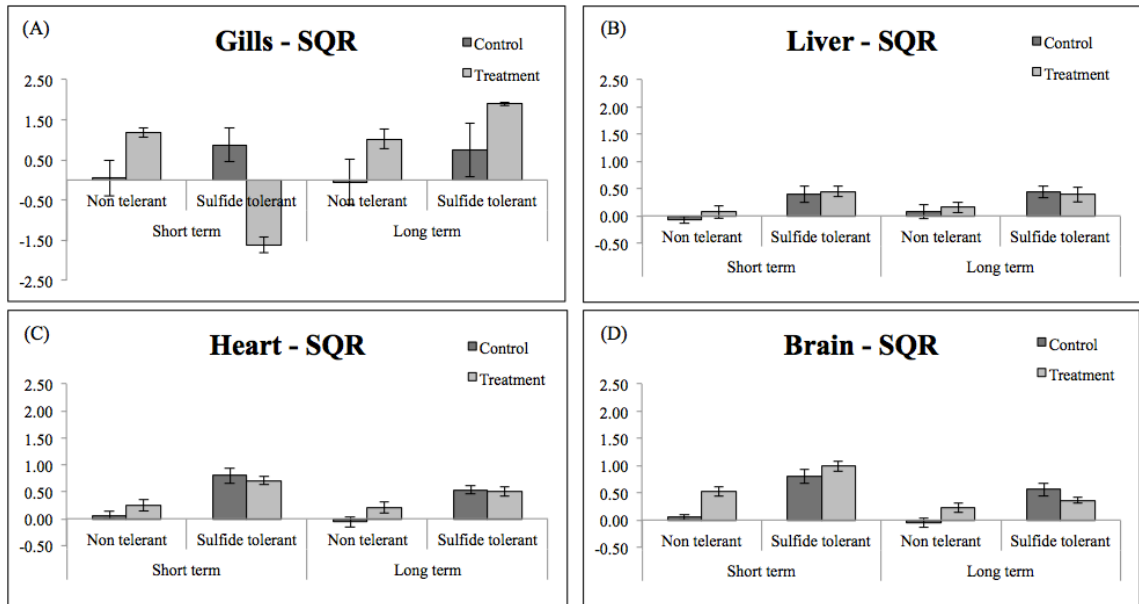 (A)
Gills - SQR
Control
Treatment
2.50
1.50
0.50
-0.50
-1.50
-2.50
Non telerant
Sulfide tolerant
Non telerant
Sulfide tolerant
Short term
Long term
(B)
Liver - SQR
Control
Treatment
2.50
2.00
1.50
1.00
0.50
0.00
-0.50
Non telerant
Sulfide tolerant
Non telerant
Sulfide tolerant
Short term
Long term
(C)
Heart - SQR
Control
Treatment
2.50
2.00
1.50
1.00
0.50
0.00
-0.50
Non telerant
Sulfide tolerant
Non telerant
Sulfide tolerant
Short term
Long term
(D)
Brain - SQR
Control
Treatment
2.50
2.00
1.50
1.00
0.50
0.00
-0.50
Non telerant
Sulfide tolerant
Non telerant
Sulfide tolerant
Short term
Long term